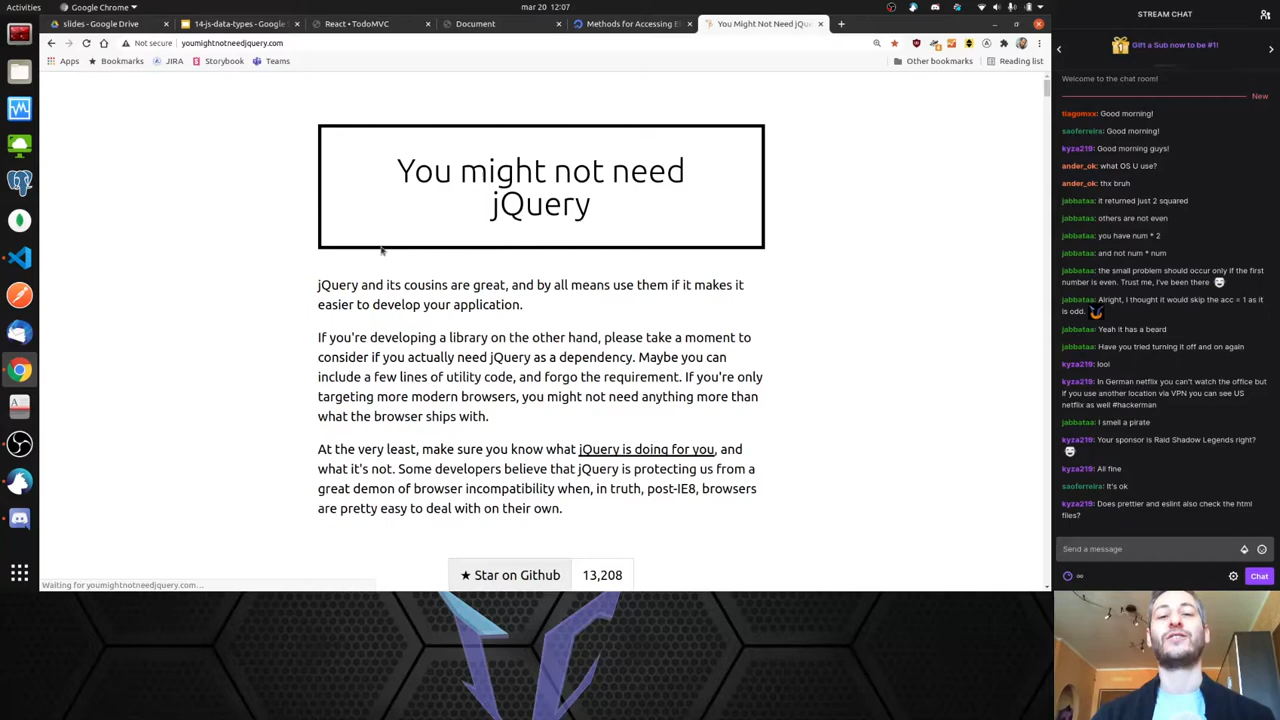 Activities
Google Chrome
mar 20 12:07
slides - Google Drive
14-js-data-types - Google S
React • TodoMVC
Document
Methods for Accessing El
You Might Not Need jQu
Not secure
youmightnotneedjquery.com
Apps
Bookmarks
JIRA
Storybook
Teams
Other bookmarks
Reading list
You might not need
jQuery
jQuery and its cousins are great, and by all means use them if it makes it
easier to develop your application.
If you're developing a library on the other hand, please take a moment to
consider if you actually need jQuery as a dependency. Maybe you can
include a few lines of utility code, and forgo the requirement. If you're only
targeting more modern browsers, you might not need anything more than
what the browser ships with.
At the very least, make sure you know what jQuery is doing for you, and
what it's not. Some developers believe that jQuery is protecting us from a
great demon of browser incompatibility when, in truth, post-IE8, browsers
are pretty easy to deal with on their own.
★ Star on Github
13,208
Waiting for youmightnotneedjquery.com...
STREAM CHAT
Gift a Sub now to be #1!
Welcome to the chat room!
New
tiagomxx: Good morning!
saoferreira: Good morning!
kyza219: Good morning guys!
ander_ok: what OS U use?
ander_ok: thx bruh
jabbataa: it returned just 2 squared
jabbataa: others are not even
jabbataa: you have num * 2
jabbataa: and not num * num
jabbataa: the small problem should occur only if the first
number is even. Trust me, I've been there
jabbataa: Alright, I thought it would skip the acc = 1 as it
is odd.
jabbataa: Yeah it has a beard
jabbataa: Have you tried turning it off and on again
kyza219: lool
kyza219: In German netflix you can't watch the office but
if you use another location via VPN you can see US
netflix as well #hackerman
jabbataa: I smell a pirate
kyza219: Your sponsor is Raid Shadow Legends right?
kyza219: All fine
saoferreira: It's ok
kyza219: Does prettier and eslint also check the html
files?
Send a message
∞
Chat